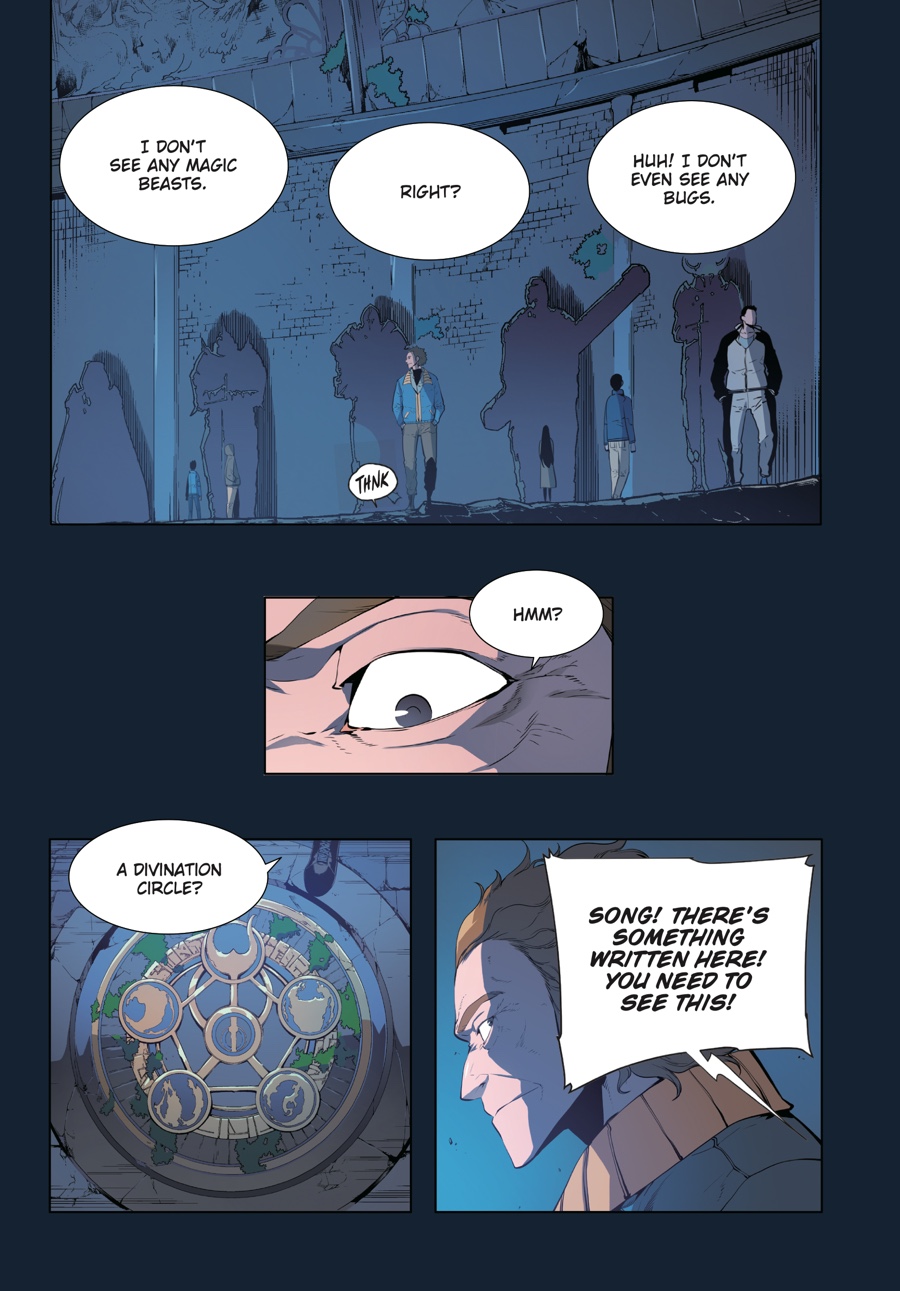 I DON'T
SEE ANY MAGIC
BEASTS.
RIGHT?
HUH! I DON'T
EVEN SEE ANY
BUGS.
THNK
HMM?
A DIVINATION
CIRCLE?
SONG! THERE'S
SOMETHING
WRITTEN HERE!
YOU NEED TO
SEE THIS!